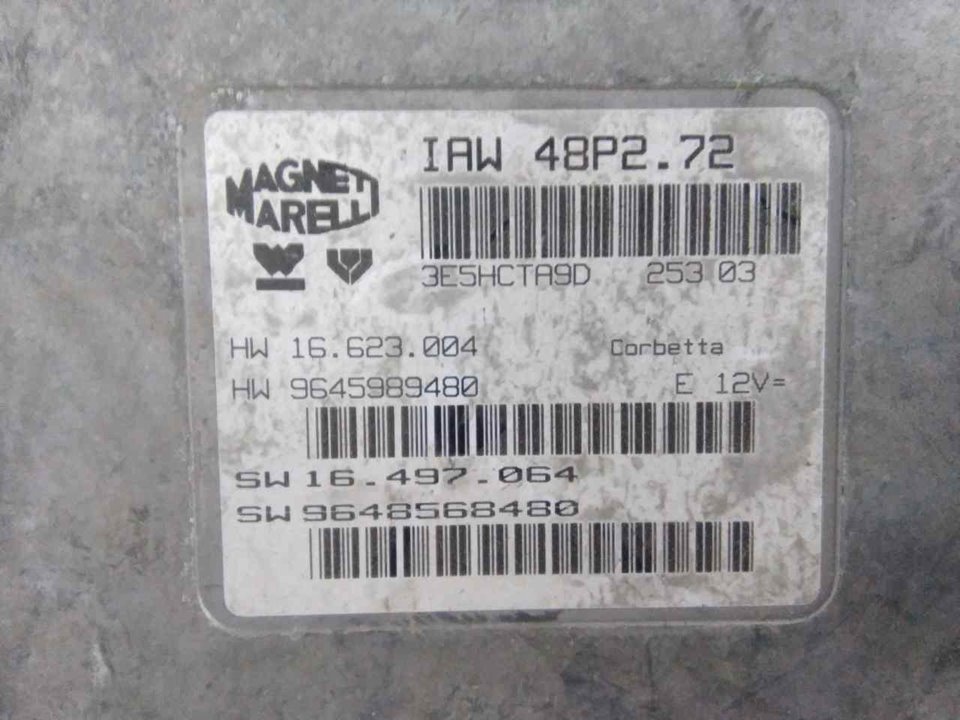 MAGNETI
MARELLI
IAW 48P2.72
3E5HCTA9D 253 03
HW 16.623.004 Corbetta
HW 9645989480 E 12V=
SW 16.497.064
SW 9648568480